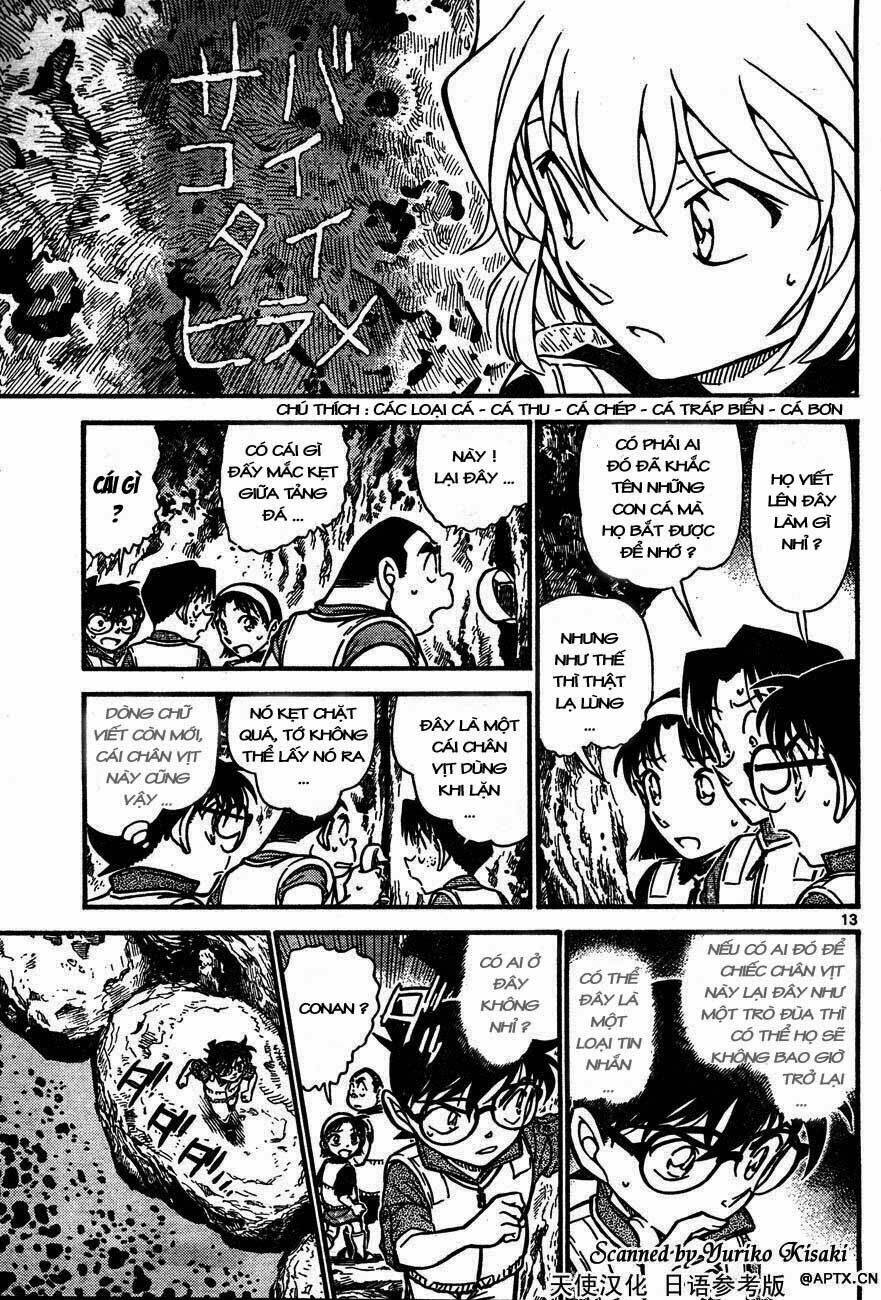 サバ
コイ
タイ
ヒラメ
CHÚ THÍCH : CÁC LOẠI CÁ - CÁ THU - CÁ CHÉP - CÁ TRÁP BIỂN - CÁ BƠN
HỌ VIẾT
LÊN ĐÂY
LÀM GÌ
NHỈ ?
CÓ PHẢI AI
ĐÓ ĐÃ KHẮC
TÊN NHỮNG
CON CÁ MÀ
HỌ BẮT ĐƯỢC
ĐỂ NHỚ ?
NHƯNG
NHƯ THẾ
THÌ THẬT
LẠ LÙNG
...
NÀY !
LẠI ĐÂY ...
CÓ CÁI GÌ
ĐẤY MẮC KẸT
GIỮA TẢNG
ĐÁ ...
CÁI GÌ
?
ĐÂY LÀ MỘT
CÁI CHÂN
VỊT DÙNG
KHI LẶN
...
NÓ KẸT CHẶT
QUÁ, TỚ KHÔNG
THỂ LẤY NÓ RA
...
DÒNG CHỮ
VIẾT CÒN MỚI,
CÁI CHÂN VỊT
NÀY CŨNG
VẬY ...
13
NẾU CÓ AI ĐÓ ĐỂ
CHIẾC CHÂN VỊT
NÀY LẠI ĐÂY NHƯ
MỘT TRÒ ĐÙA THÌ
CÓ THỂ HỌ SẼ
KHÔNG BAO GIỜ
TRỞ LẠI ...
CÓ THỂ
ĐÂY LÀ
MỘT
LOẠI TIN
NHẮN
CÓ AI Ở
ĐÂY
KHÔNG
NHỈ ?
CONAN ?
Scanned by Yuriko Kisaki
天使汉化 日语参考版
@APTX.CN